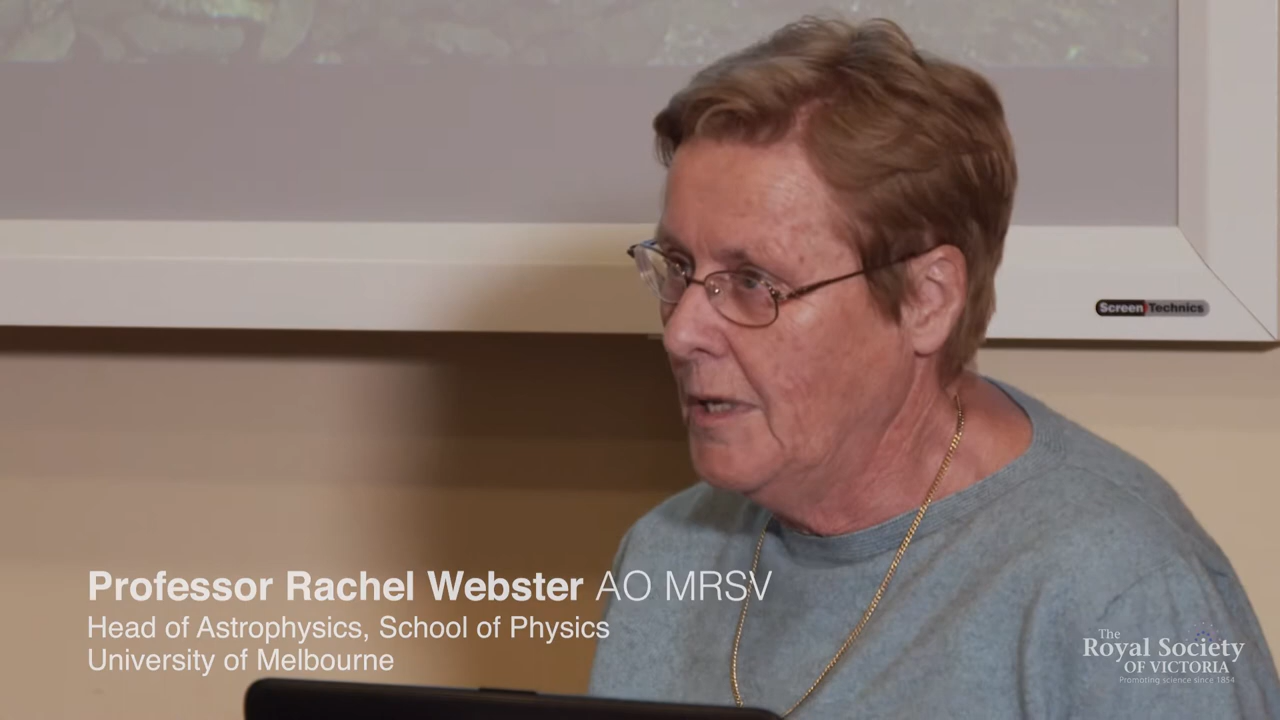 ScreenTechnics
Professor Rachel Webster AO MRSV
Head of Astrophysics, School of Physics
University of Melbourne
The
Royal Society
OF VICTORIA
Promoting science since 1854